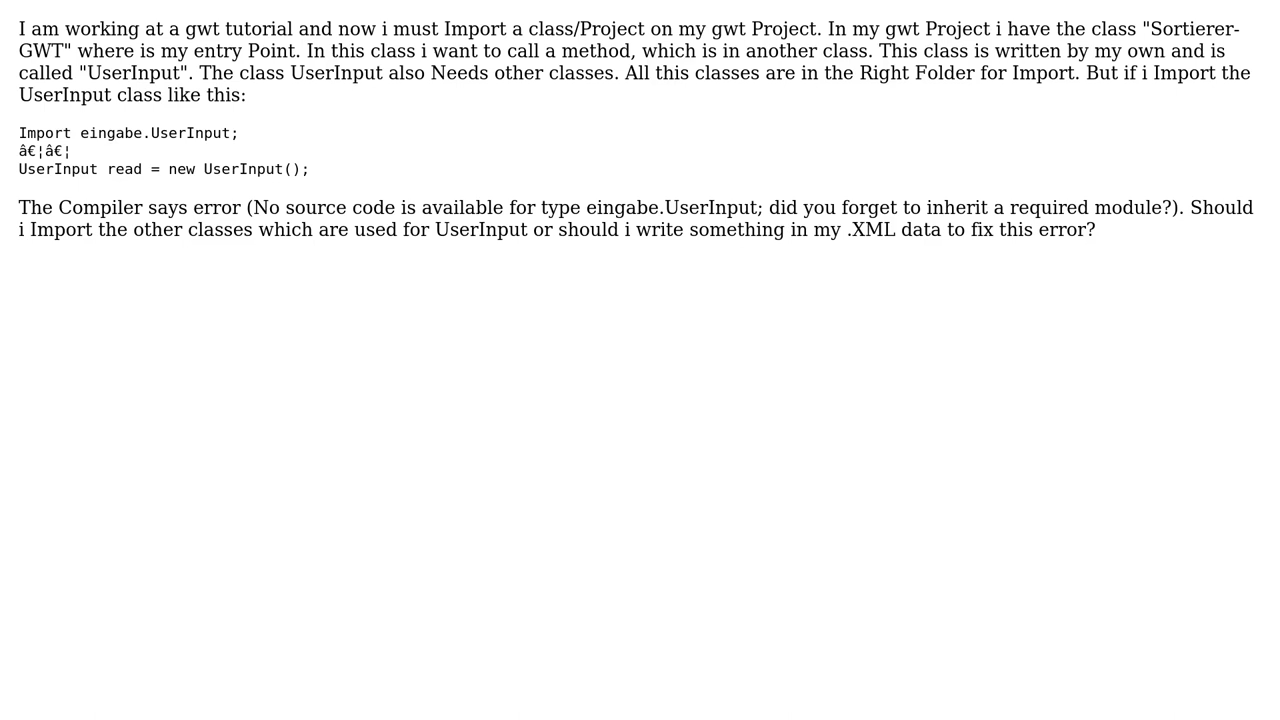 I am working at a gwt tutorial and now i must Import a class/Project on my gwt Project. In my gwt Project i have the class "Sortierer-
GWT" where is my entry Point. In this class i want to call a method, which is in another class. This class is written by my own and is
called "UserInput". The class UserInput also Needs other classes. All this classes are in the Right Folder for Import. But if i Import the
UserInput class like this:
Import eingabe.UserInput;
â€¦â€¦
UserInput read = new UserInput();
The Compiler says error (No source code is available for type eingabe.UserInput; did you forget to inherit a required module?). Should
i Import the other classes which are used for UserInput or should i write something in my .XML data to fix this error?